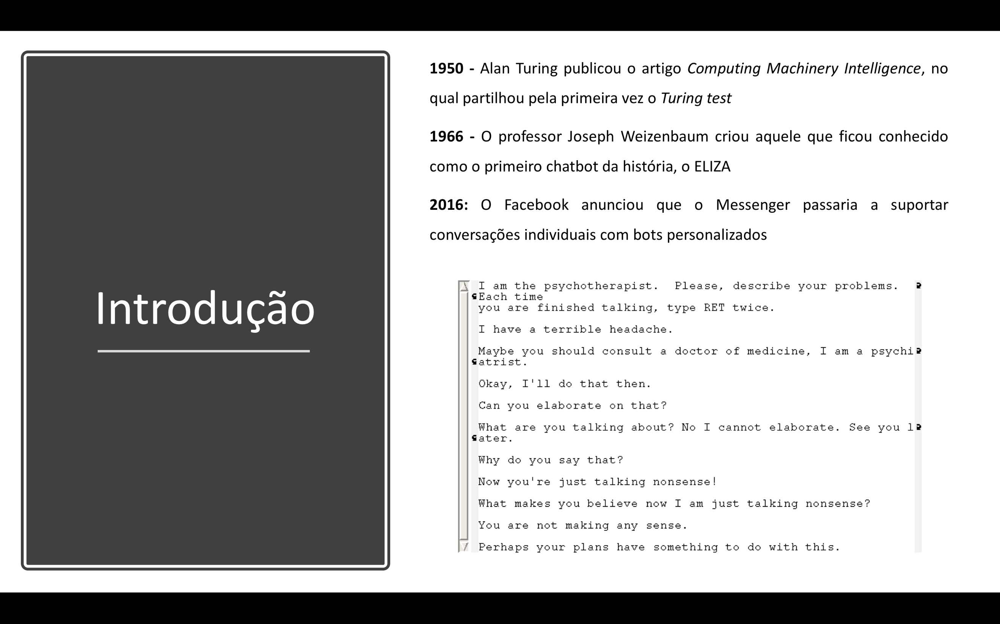 Introdução
1950 - Alan Turing publicou o artigo Computing Machinery Intelligence, no
qual partilhou pela primeira vez o Turing test
1966 - O professor Joseph Weizenbaum criou aquele que ficou conhecido
como o primeiro chatbot da história, o ELIZA
2016: O Facebook anunciou que o Messenger passaria a suportar
conversações individuais com bots personalizados
I am the psychotherapist.  Please, describe your problems.
Each time
you are finished talking, type RET twice.
I have a terrible headache.
Maybe you should consult a doctor of medicine, I am a psychi
atrist.
Okay, I'll do that then.
Can you elaborate on that?
What are you talking about? No I cannot elaborate. See you l
ater.
Why do you say that?
Now you're just talking nonsense!
What makes you believe now I am just talking nonsense?
You are not making any sense.
Perhaps your plans have something to do with this.